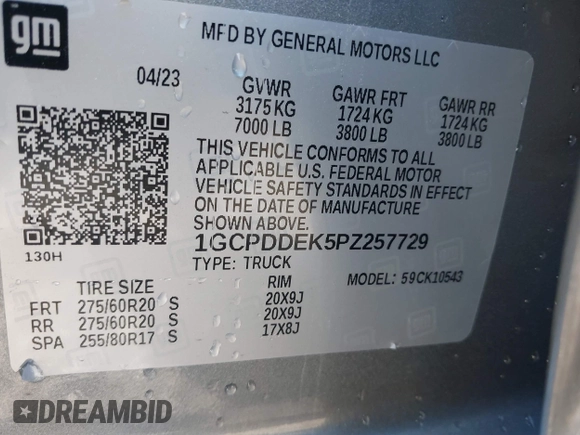 gm
MFD BY GENERAL MOTORS LLC
04/23
GVWR
3175 KG
7000 LB
GAWR FRT
1724 KG
3800 LB
GAWR RR
1724 KG
3800 LB
THIS VEHICLE CONFORMS TO ALL
APPLICABLE U.S. FEDERAL MOTOR
VEHICLE SAFETY STANDARDS IN EFFECT
ON THE DATE OF MANUFACTURE
SHOWN ABOVE.
1GCPDDEK5PZ257729
130H
TYPE: TRUCK
MODEL: 59CK10543
TIRE SIZE RIM
FRT 275/60R20 S 20X9J
RR 275/60R20 S 20X9J
SPA 255/80R17 S 17X8J
DREAMBID